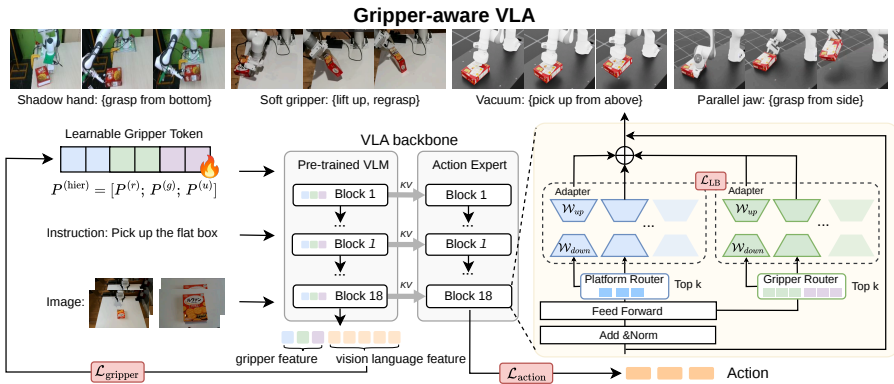 Gripper-aware VLA
Shadow hand: {grasp from bottom}
Soft gripper: {lift up, regrasp}
Vacuum: {pick up from above}
Parallel jaw: {grasp from side}
Learnable Gripper Token
P^(hier) = [P^(r); P^(g); P^(u)]
Instruction: Pick up the flat box
Image:
VLA backbone
Pre-trained VLM
Action Expert
Block 1
KV
Block 1
...
...
Block 1
KV
Block 1
...
...
Block 18
KV
Block 18
gripper feature
vision language feature
L_gripper
L_action
Action
L_LB
Adapter
Adapter
W_up
...
W_up
...
W_down
W_down
Platform Router
Top k
Gripper Router
Top k
Feed Forward
Add &Norm